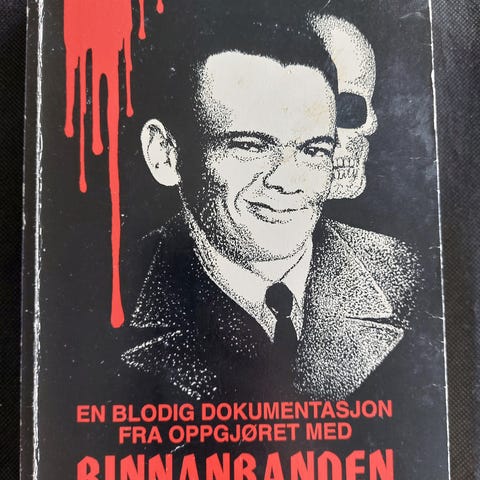 EN BLODIG DOKUMENTASJON
FRA OPPGJØRET MED
RINNANBANDEN